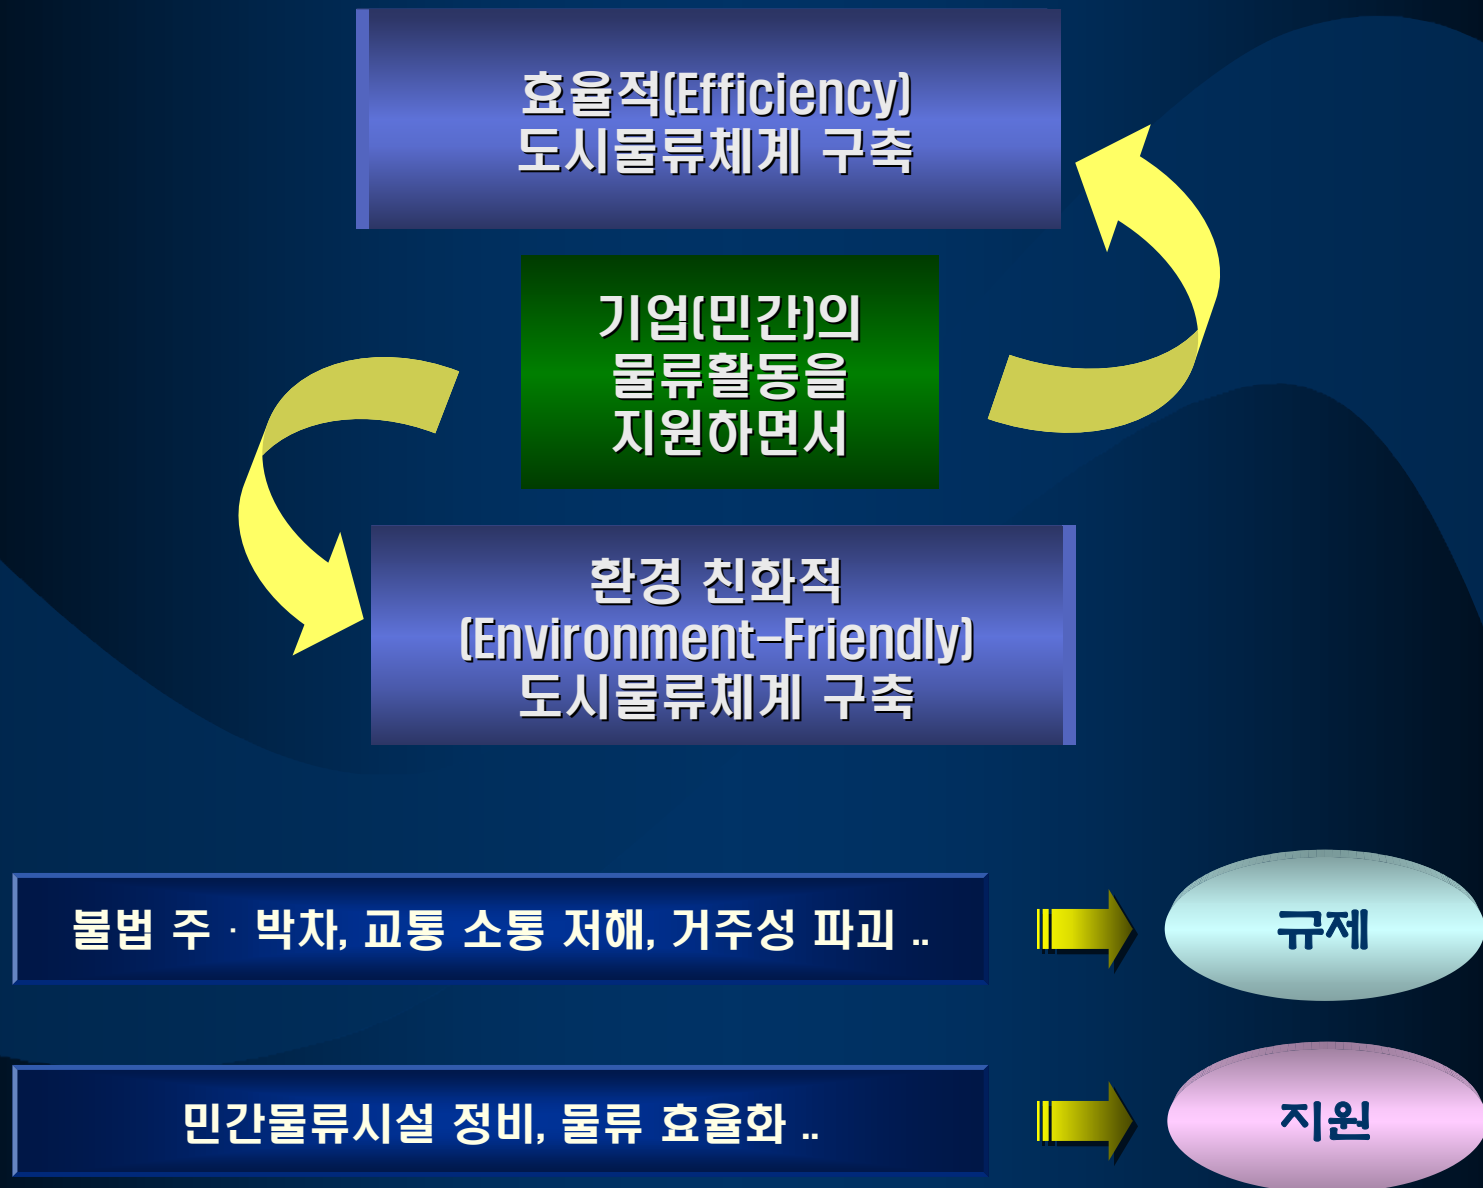 효율적(Efficiency)
도시물류체계 구축
기업(민간)의
물류활동을
지원하면서
환경 친화적
(Environment-Friendly)
도시물류체계 구축
불법 주 · 박차, 교통 소통 저해, 거주성 파괴 ..
규제
민간물류시설 정비, 물류 효율화 ..
지원